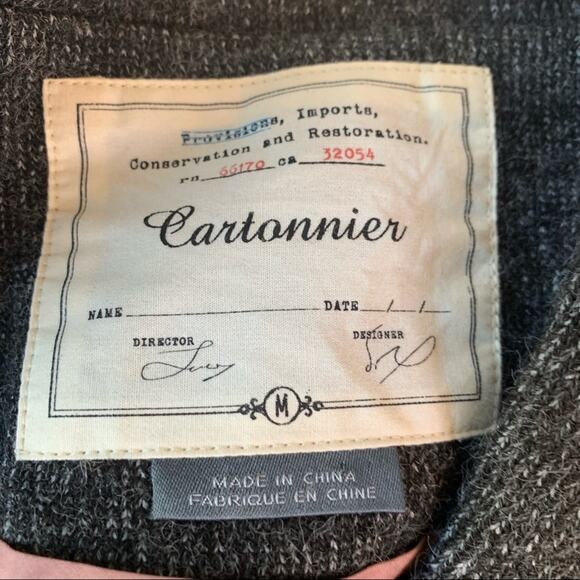 Provisions, Imports,
Conservation and Restoration.
rn 66170 ca 32054
Cartonnier
NAME DATE / /
DIRECTOR DESIGNER
M
MADE IN CHINA
FABRIQUE EN CHINE